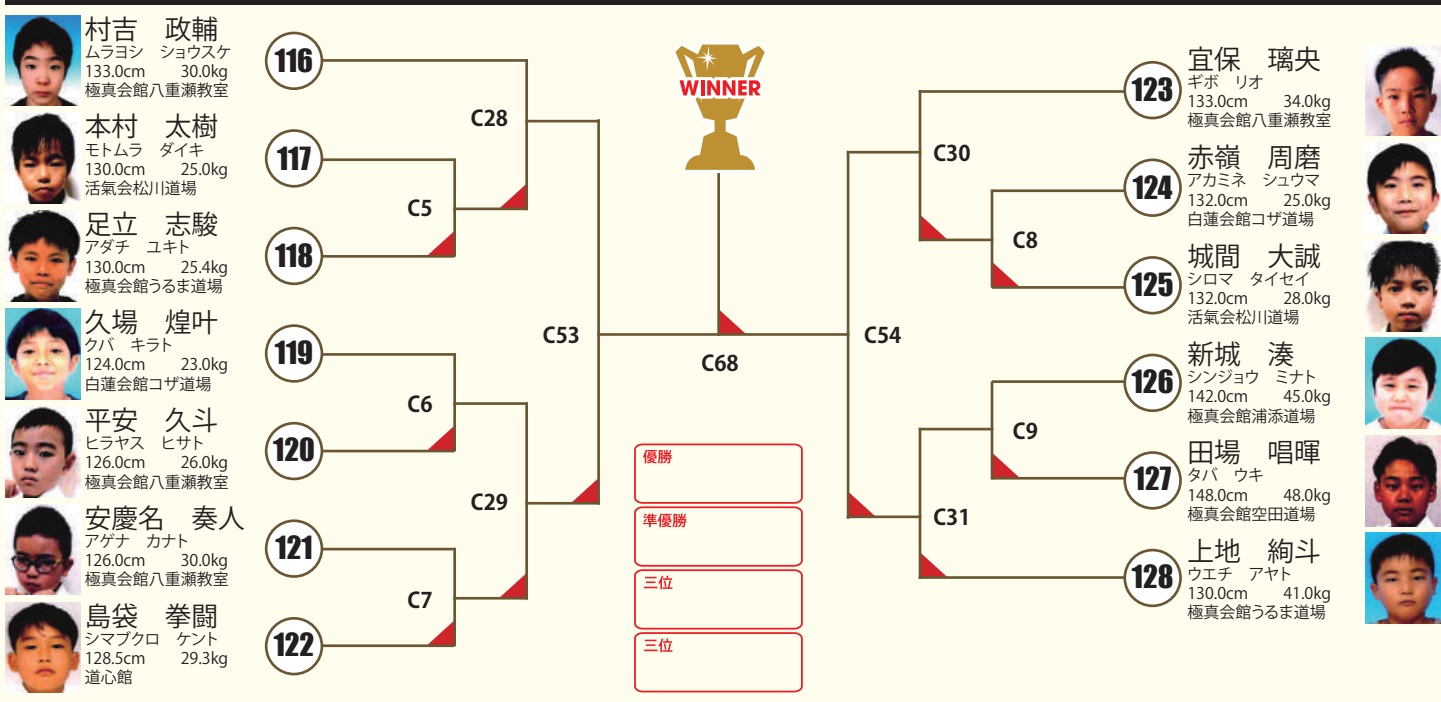 村吉　政輔
ムラヨシ　ショウスケ
133.0cm　30.0kg
極真会館八重瀬教室
116
本村　太樹
モトムラ　ダイキ
130.0cm　25.0kg
活氣会松川道場
117
足立　志駿
アダチ　ユキト
130.0cm　25.4kg
極真会館うるま道場
118
久場　煌叶
クバ　キラト
124.0cm　23.0kg
白蓮会館コザ道場
119
平安　久斗
ヒラヤス　ヒサト
126.0cm　26.0kg
極真会館八重瀬教室
120
安慶名　奏人
アゲナ　カナト
126.0cm　30.0kg
極真会館八重瀬教室
121
島袋　拳闘
シマブクロ　ケント
128.5cm　29.3kg
道心館
122
C28
C5
C6
C29
C7
C53
WINNER
C68
優勝
準優勝
三位
三位
C54
C30
C8
C9
C31
123
宜保　璃央
ギボ　リオ
133.0cm　34.0kg
極真会館八重瀬教室
124
赤嶺　周磨
アカミネ　シュウマ
132.0cm　25.0kg
白蓮会館コザ道場
125
城間　大誠
シロマ　タイセイ
132.0cm　28.0kg
活氣会松川道場
126
新城　湊
シンジョウ　ミナト
142.0cm　45.0kg
極真会館浦添道場
127
田場　唱暉
タバ　ウキ
148.0cm　48.0kg
極真会館空田道場
128
上地　絢斗
ウエチ　アヤト
130.0cm　41.0kg
極真会館うるま道場